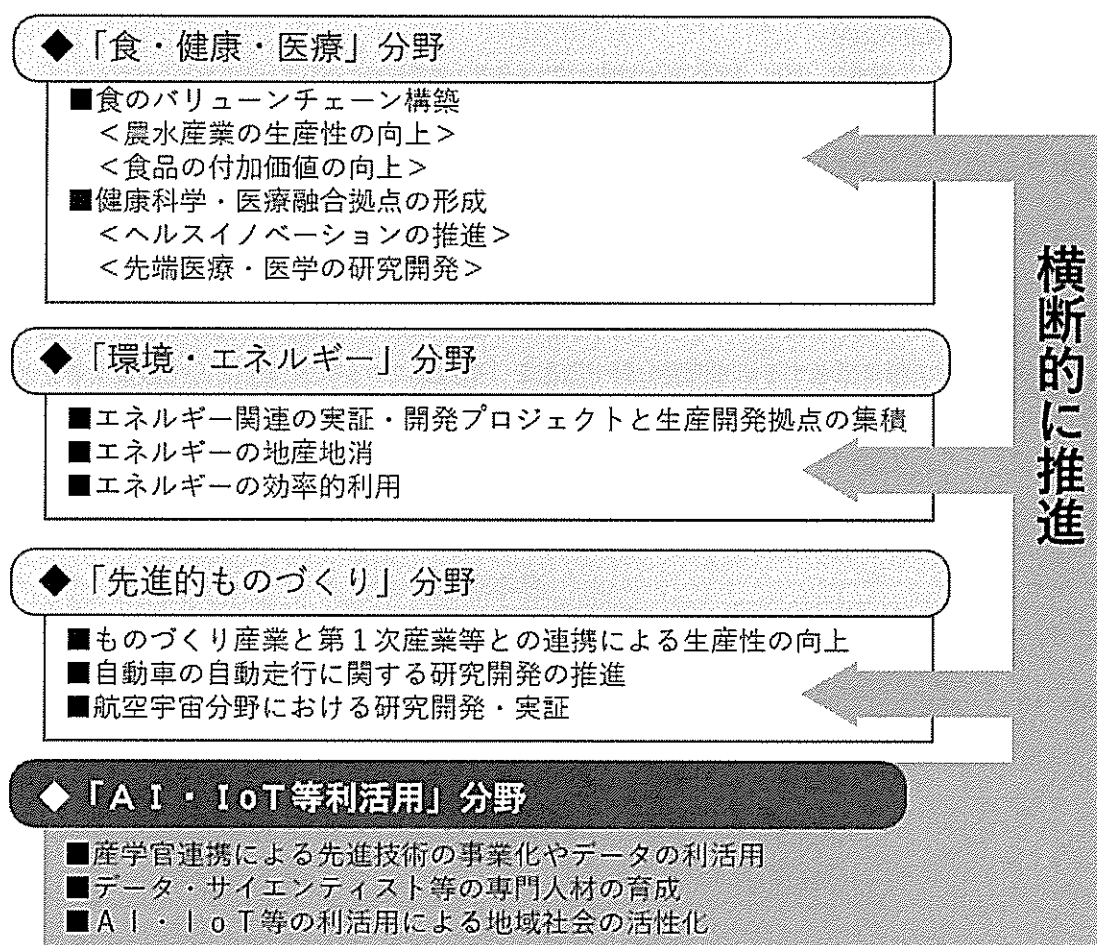 ◆「食・健康・医療」分野
■食のバリューンチェーン構築
＜農水産業の生産性の向上＞
＜食品の付加価値の向上＞
■健康科学・医療融合拠点の形成
＜ヘルスイノベーションの推進＞
＜先端医療・医学の研究開発＞
◆「環境・エネルギー」分野
■エネルギー関連の実証・開発プロジェクトと生産開発拠点の集積
■エネルギーの地産地消
■エネルギーの効率的利用
◆「先進的ものづくり」分野
■ものづくり産業と第１次産業等との連携による生産性の向上
■自動車の自動走行に関する研究開発の推進
■航空宇宙分野における研究開発・実証
◆「ＡＩ・ＩoＴ等利活用」分野
■産学官連携による先進技術の事業化やデータの利活用
■データ・サイエンティスト等の専門人材の育成
■ＡＩ・ＩｏＴ等の利活用による地域社会の活性化
横断的に推進